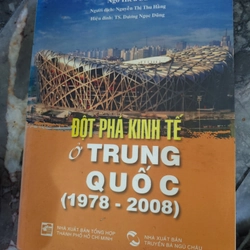 Người dịch: Nguyễn Thị Thu Hằng
Hiệu đính: TS. Dương Ngọc Dũng
ĐỘT PHÁ KINH TẾ
Ở TRUNG
QUỐC
(1978 - 2008)
NHÀ XUẤT BẢN TỔNG HỢP
THÀNH PHỐ HỒ CHÍ MINH
NHÀ XUẤT BẢN
TRUYỀN BÁ NGŨ CHÂU